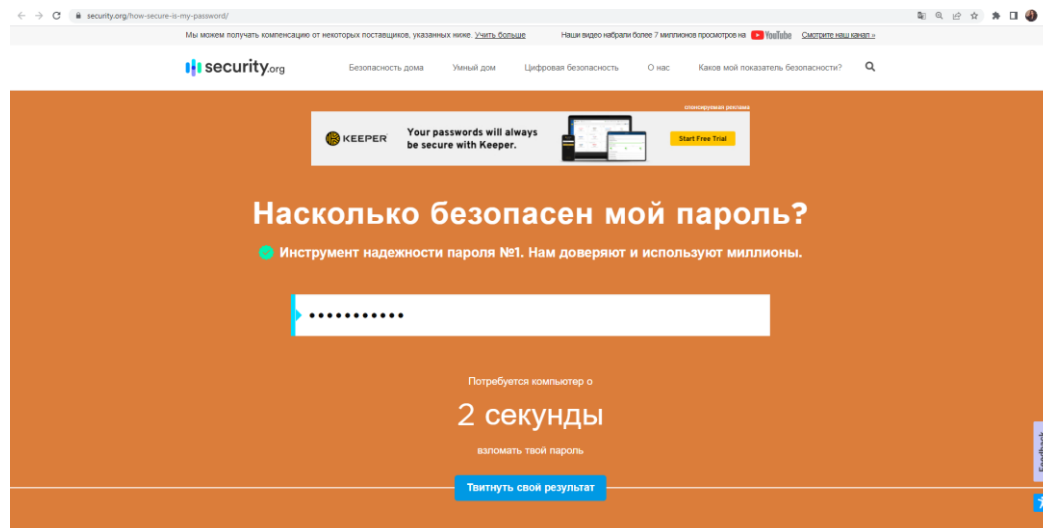 security.org/how-secure-is-my-password/
Мы можем получать компенсацию от некоторых поставщиков, указанных ниже. Учить больше Наши видео набрали более 7 миллионов просмотров на YouTube Смотрите наш канал »
security.org Безопасность дома Умный дом Цифровая безопасность О нас Каков мой показатель безопасности?
спонсируемая реклама
KEEPER Your passwords will always Start Free Trial
be secure with Keeper.
Насколько безопасен мой пароль?
Инструмент надежности пароля №1. Нам доверяют и используют миллионы.
Потребуется компьютер о
2 секунды
взломать твой пароль
Твитнуть свой результат
Feedback